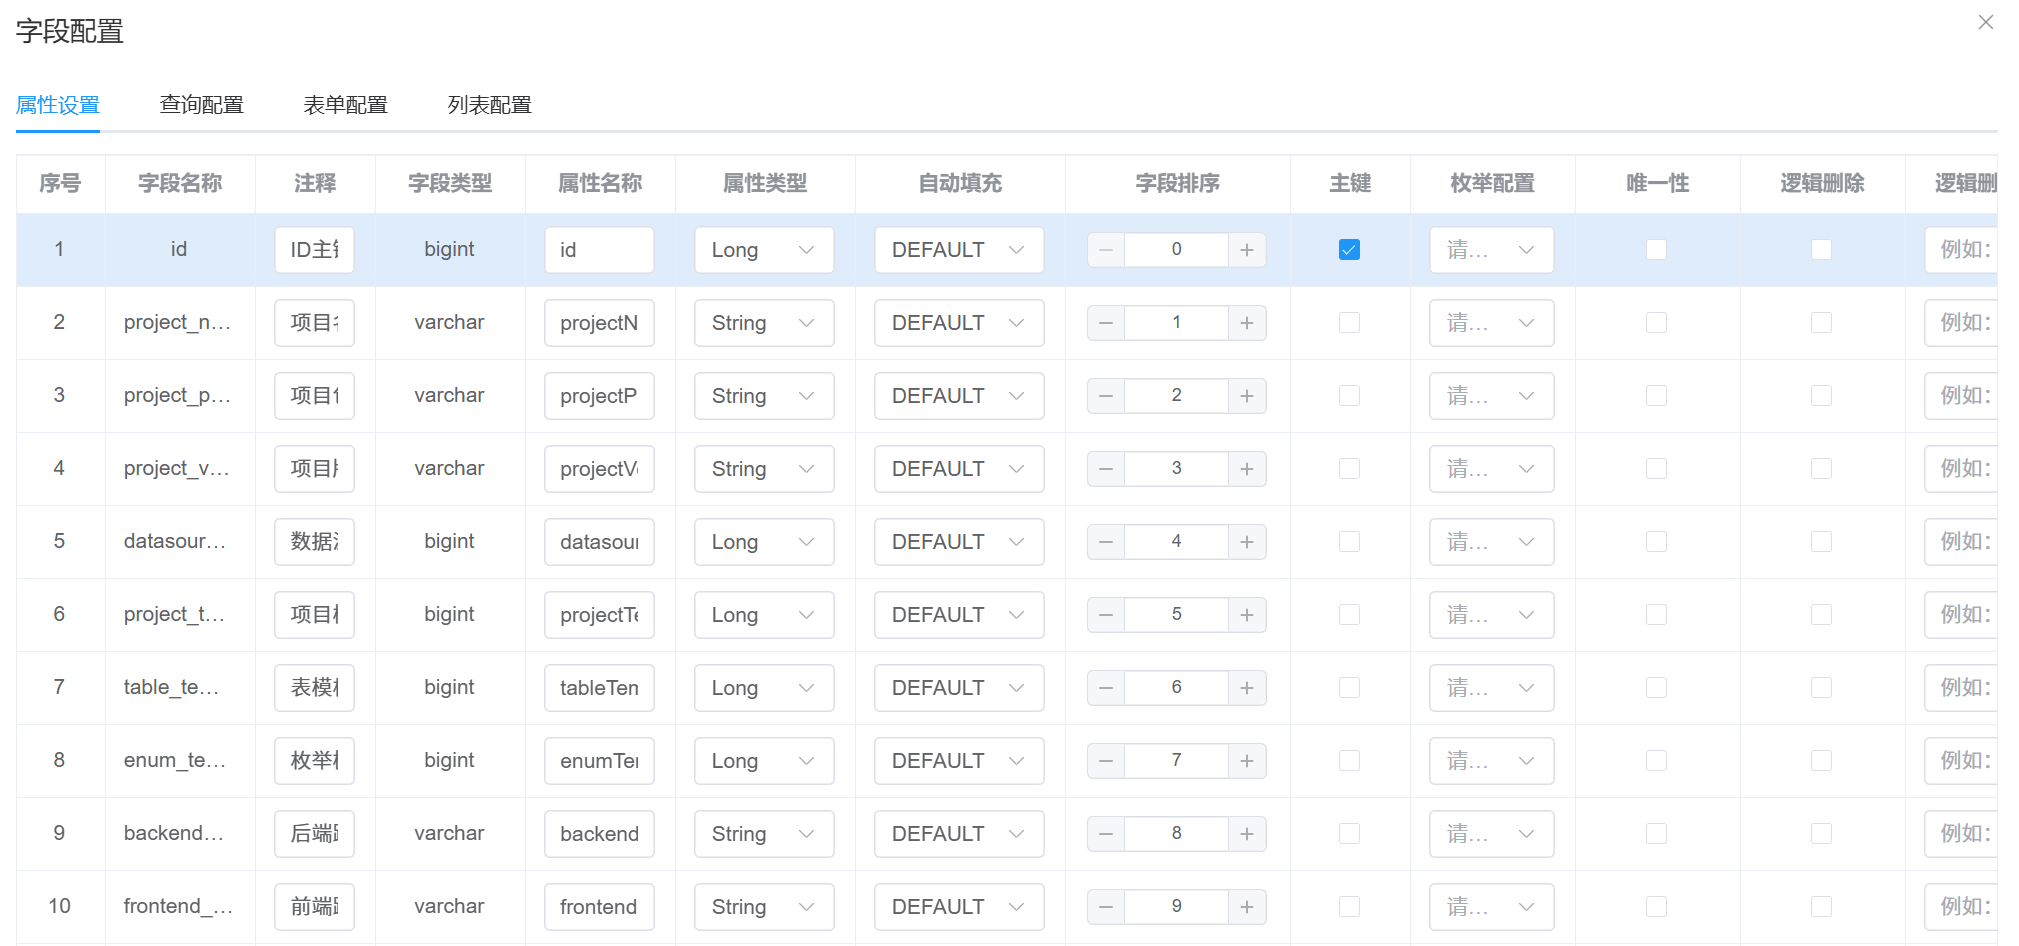 字段配置
属性设置 查询配置 表单配置 列表配置
序号 字段名称 注释 字段类型 属性名称 属性类型 自动填充 字段排序 主键 枚举配置 唯一性 逻辑删除 逻辑删
1 id ID主 bigint id Long DEFAULT 0 请... 例如：
2 project_n... 项目 varchar projectN String DEFAULT 1 请... 例如：
3 project_p... 项目 varchar projectP String DEFAULT 2 请... 例如：
4 project_v... 项目 varchar projectV String DEFAULT 3 请... 例如：
5 datasour... 数据 bigint datasour Long DEFAULT 4 请... 例如：
6 project_t... 项目 bigint projectTe Long DEFAULT 5 请... 例如：
7 table_te... 表模 bigint tableTem Long DEFAULT 6 请... 例如：
8 enum_te... 枚举 bigint enumTer Long DEFAULT 7 请... 例如：
9 backend... 后端 varchar backend String DEFAULT 8 请... 例如：
10 frontend_... 前端 varchar frontend String DEFAULT 9 请... 例如：